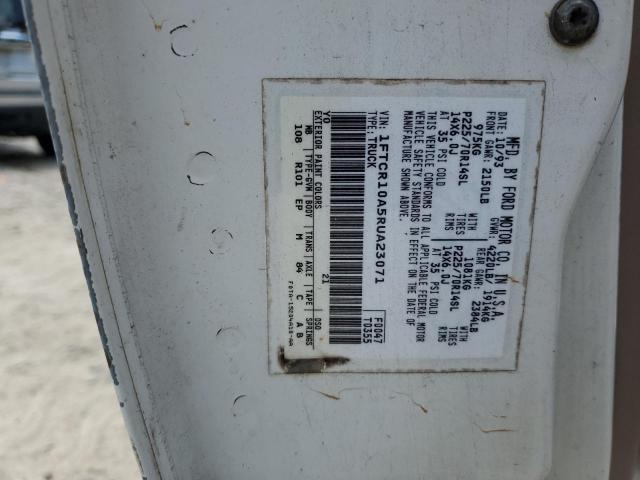 MFD. BY FORD MOTOR CO. IN U.S.A.
DATE: 10/93 GVWR: 4220LB/ 1914KG
FRONT GAWR: 2150LB REAR GAWR: 2384LB
975KG WITH 1081KG WITH
P225/70R14SL TIRES P225/70R14SL TIRES
14X6.0J RIMS 14X6.0J RIMS
AT 35 PSI COLD AT 35 PSI COLD
THIS VEHICLE CONFORMS TO ALL APPLICABLE FEDERAL MOTOR
VEHICLE SAFETY STANDARDS IN EFFECT ON THE DATE OF
MANUFACTURE SHOWN ABOVE.
VIN: 1FTCR10A5RUA23071 F0047
TYPE: TRUCK T0355
EXTERIOR PAINT COLORS DSO
YO 21
WB TYPE-GVW BODY TRANS AXLE TAPE SPRINGS
108 R101 EP M 84 C A B